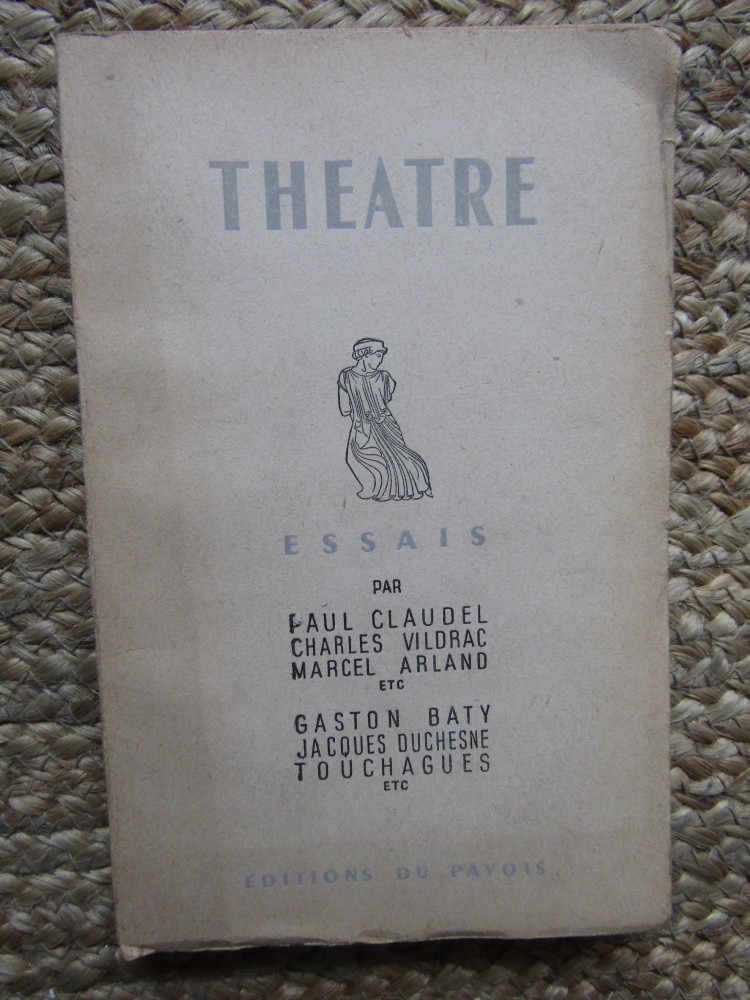 THEATRE
ESSAIS
PAR
PAUL CLAUDEL
CHARLES VILDRAC
MARCEL ARLAND
ETC
GASTON BATY
JACQUES DUCHESNE
TOUCHAGUES
ETC
ÉDITIONS DU PAVOIS